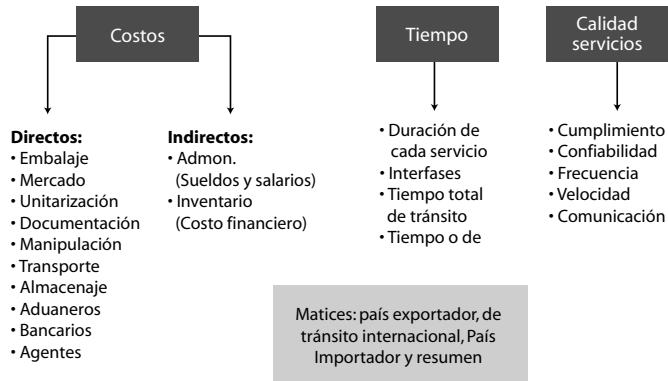 Costos
Directos:
• Embalaje
• Mercado
• Unitarización
• Documentación
• Manipulación
• Transporte
• Almacenaje
• Aduaneros
• Bancarios
• Agentes
Indirectos:
• Admon.
(Sueldos y salarios)
• Inventario
(Costo financiero)
Tiempo
• Duración de
cada servicio
• Interfases
• Tiempo total
de tránsito
• Tiempo o de
Calidad
servicios
• Cumplimiento
• Confiabilidad
• Frecuencia
• Velocidad
• Comunicación
Matices: país exportador, de
tránsito internacional, País
Importador y resumen